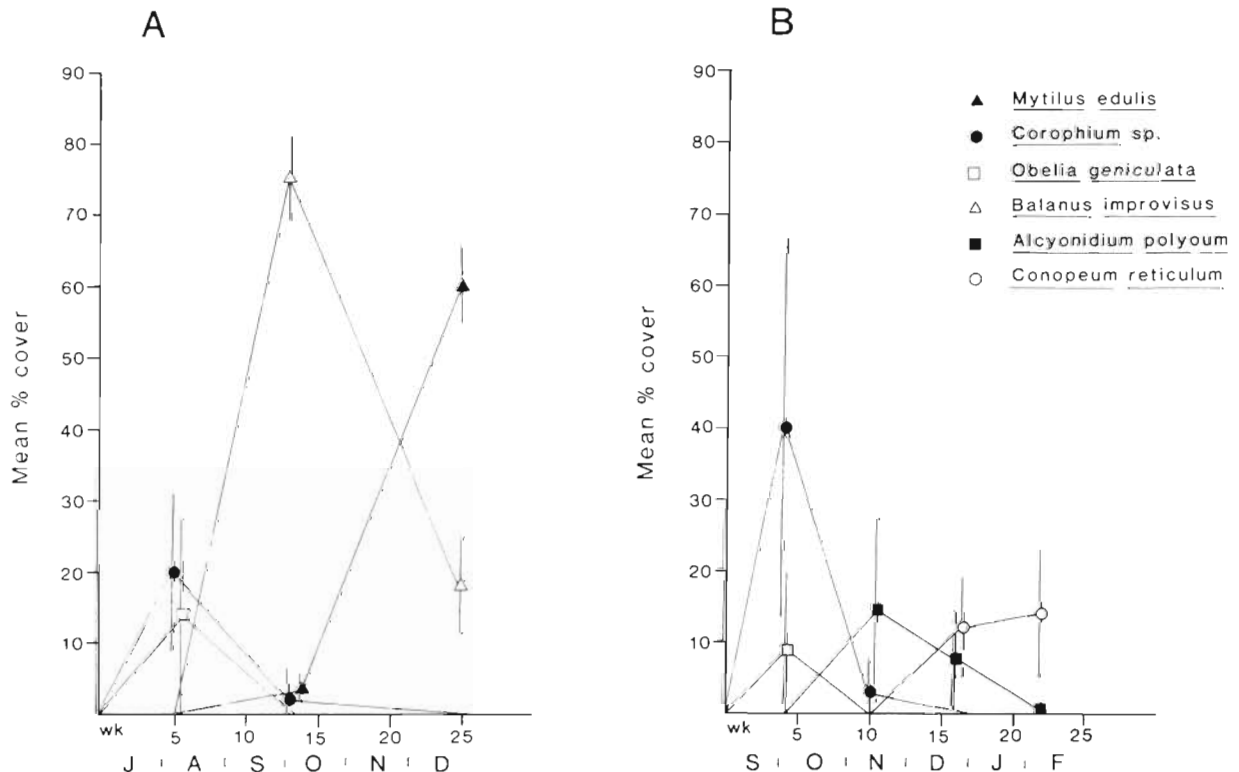 A
Mean % cover
90
80
70
60
50
40
30
20
10
wk
5
10
15
20
25
J A S O N D
B
Mean % cover
90
80
70
60
50
40
30
20
10
wk
5
10
15
20
25
S O N D J F
Mytilus edulis
Corophium sp.
Obelia geniculata
Balanus improvisus
Alcyonidium polyoum
Conopeum reticulum